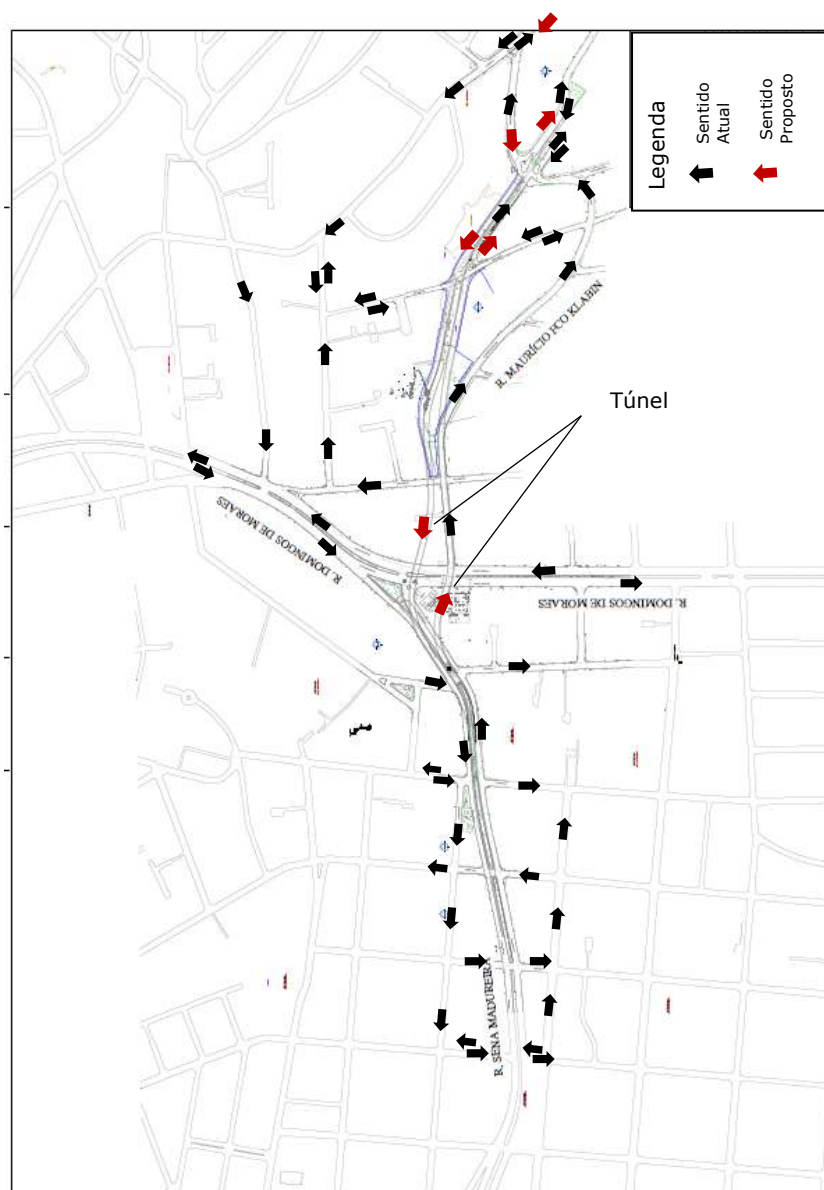 Legenda
Sentido
Atual
Sentido
Proposto
R. MAURÍCIO FCO KLABIN
Túnel
R. DOMINGOS DE MORAES
R. DOMINGOS DE MORAES
R. SENA MADUREIRA